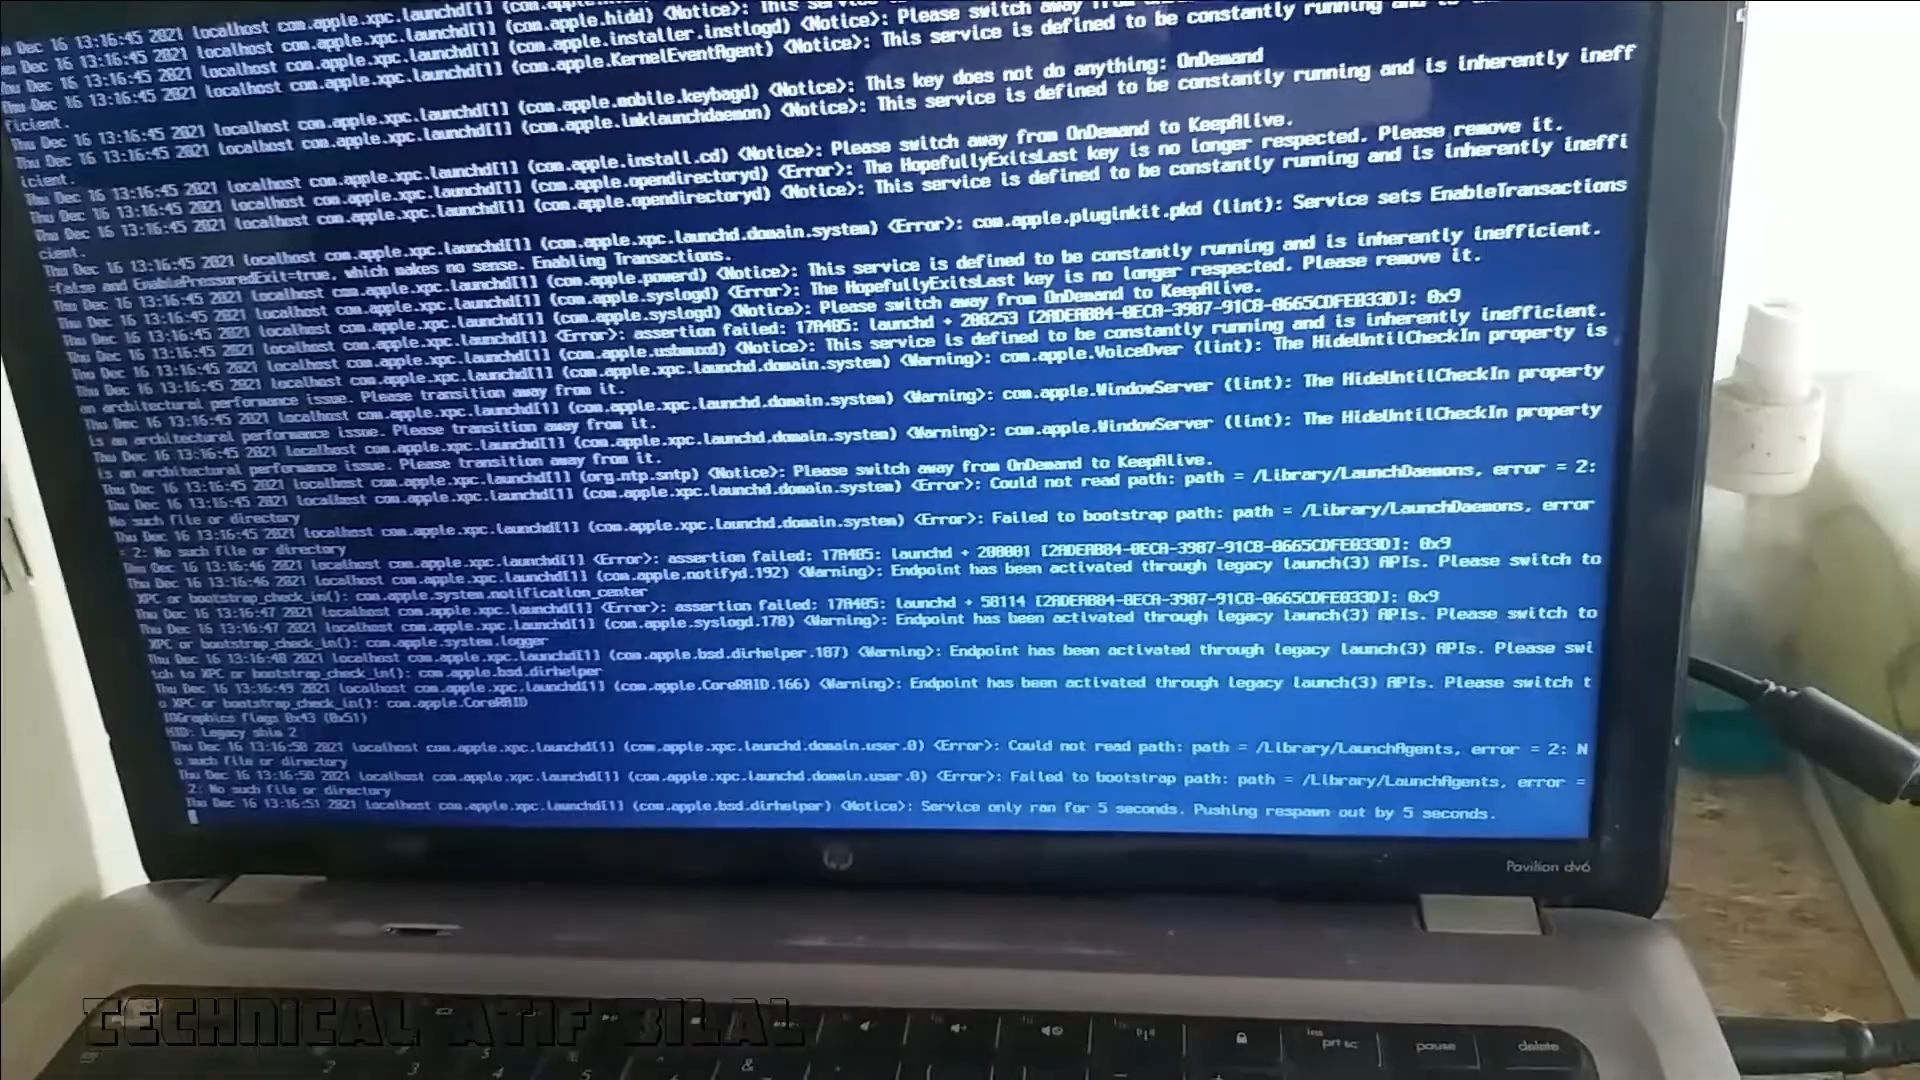 Dec 16 13:16:45 2021 localhost com.apple.xpc.launchd[1]
Dec 16 13:16:45 2021 localhost com.apple.xpc.launchd[1] (com.apple.hidd) <Notice>: This
Dec 16 13:16:45 2021 localhost com.apple.xpc.launchd[1] (com.apple.installer.instlogd) <Notice>: Please switch away
Thu Dec 16 13:16:45 2021 localhost com.apple.xpc.launchd[1] (com.apple.KernelEventAgent) <Notice>: This service is defined to be constantly running
ficient.
Thu Dec 16 13:16:45 2021 localhost com.apple.xpc.launchd[1] (com.apple.mobile.keybagd) <Notice>: This key does not do anything: OnDemand
Thu Dec 16 13:16:45 2021 localhost com.apple.xpc.launchd[1] (com.apple.imklaunchdaemon) <Notice>: This service is defined to be constantly running and is inherently ineff
icient.
Thu Dec 16 13:16:45 2021 localhost com.apple.xpc.launchd[1] (com.apple.install.cd) <Notice>: Please switch away from OnDemand to KeepAlive.
Thu Dec 16 13:16:45 2021 localhost com.apple.xpc.launchd[1] (com.apple.opendirectoryd) <Error>: The HopefullyExitsLast key is no longer respected. Please remove it.
Thu Dec 16 13:16:45 2021 localhost com.apple.xpc.launchd[1] (com.apple.opendirectoryd) <Notice>: This service is defined to be constantly running and is inherently ineffi
cient.
Thu Dec 16 13:16:45 2021 localhost com.apple.xpc.launchd[1] (com.apple.xpc.launchd.domain.system) <Error>: com.apple.pluginkit.pkd (lint): Service sets EnableTransactions
=false and EnablePressuredExit=true, which makes no sense. Enabling Transactions.
Thu Dec 16 13:16:45 2021 localhost com.apple.xpc.launchd[1] (com.apple.powerd) <Notice>: This service is defined to be constantly running and is inherently inefficient.
Thu Dec 16 13:16:45 2021 localhost com.apple.xpc.launchd[1] (com.apple.syslogd) <Error>: The HopefullyExitsLast key is no longer respected. Please remove it.
Thu Dec 16 13:16:45 2021 localhost com.apple.xpc.launchd[1] (com.apple.syslogd) <Notice>: Please switch away from OnDemand to KeepAlive.
Thu Dec 16 13:16:45 2021 localhost com.apple.xpc.launchd[1] <Error>: assertion failed: 17A405: launchd + 208253 [2ADEAB04-0ECA-3907-91C8-0665CDFE033D]: 0x9
Thu Dec 16 13:16:45 2021 localhost com.apple.xpc.launchd[1] (com.apple.usbmuxd) <Notice>: This service is defined to be constantly running and is inherently inefficient.
Thu Dec 16 13:16:45 2021 localhost com.apple.xpc.launchd[1] (com.apple.xpc.launchd.domain.system) <Warning>: com.apple.VoiceOver (lint): The HideUntilCheckIn property is
an architectural performance issue. Please transition away from it.
Thu Dec 16 13:16:45 2021 localhost com.apple.xpc.launchd[1] (com.apple.xpc.launchd.domain.system) <Warning>: com.apple.WindowServer (lint): The HideUntilCheckIn property
is an architectural performance issue. Please transition away from it.
Thu Dec 16 13:16:45 2021 localhost com.apple.xpc.launchd[1] (com.apple.xpc.launchd.domain.system) <Warning>: com.apple.WindowServer (lint): The HideUntilCheckIn property
is an architectural performance issue. Please transition away from it.
Thu Dec 16 13:16:45 2021 localhost com.apple.xpc.launchd[1] (org.ntp.sntp) <Notice>: Please switch away from OnDemand to KeepAlive.
Thu Dec 16 13:16:45 2021 localhost com.apple.xpc.launchd[1] (com.apple.xpc.launchd.domain.system) <Error>: Could not read path: path = /Library/LaunchDaemons, error = 2:
No such file or directory
Thu Dec 16 13:16:45 2021 localhost com.apple.xpc.launchd[1] (com.apple.xpc.launchd.domain.system) <Error>: Failed to bootstrap path: path = /Library/LaunchDaemons, error
= 2: No such file or directory
Thu Dec 16 13:16:46 2021 localhost com.apple.xpc.launchd[1] <Error>: assertion failed: 17A405: launchd + 208001 [2ADEAB04-0ECA-3907-91C8-0665CDFE033D]: 0x9
Thu Dec 16 13:16:46 2021 localhost com.apple.xpc.launchd[1] (com.apple.notifyd.192) <Warning>: Endpoint has been activated through legacy launch(3) APIs. Please switch to
XPC or bootstrap_check_in(): com.apple.system.notification_center
Thu Dec 16 13:16:47 2021 localhost com.apple.xpc.launchd[1] <Error>: assertion failed: 17A405: launchd + 58114 [2ADEAB04-0ECA-3907-91C8-0665CDFE033D]: 0x9
Thu Dec 16 13:16:47 2021 localhost com.apple.xpc.launchd[1] (com.apple.syslogd.178) <Warning>: Endpoint has been activated through legacy launch(3) APIs. Please switch to
XPC or bootstrap_check_in(): com.apple.system.logger
Thu Dec 16 13:16:48 2021 localhost com.apple.xpc.launchd[1] (com.apple.bsd.dirhelper.187) <Warning>: Endpoint has been activated through legacy launch(3) APIs. Please swi
tch to XPC or bootstrap_check_in(): com.apple.bsd.dirhelper
Thu Dec 16 13:16:49 2021 localhost com.apple.xpc.launchd[1] (com.apple.CoreRAID.166) <Warning>: Endpoint has been activated through legacy launch(3) APIs. Please switch t
o XPC or bootstrap_check_in(): com.apple.CoreRAID
IOGraphics flags 0x43 (0x51)
HID: Legacy shim 2
Thu Dec 16 13:16:50 2021 localhost com.apple.xpc.launchd[1] (com.apple.xpc.launchd.domain.user.0) <Error>: Could not read path: path = /Library/LaunchAgents, error = 2: N
o such file or directory
Thu Dec 16 13:16:50 2021 localhost com.apple.xpc.launchd[1] (com.apple.xpc.launchd.domain.user.0) <Error>: Failed to bootstrap path: path = /Library/LaunchAgents, error =
2: No such file or directory
Thu Dec 16 13:16:51 2021 localhost com.apple.xpc.launchd[1] (com.apple.bsd.dirhelper) <Notice>: Service only ran for 5 seconds. Pushing respawn out by 5 seconds.
hp
Pavilion dv6
TECHNICAL ATIF BILAL
ins
prt sc
pause
delete
2 3 4 5 &